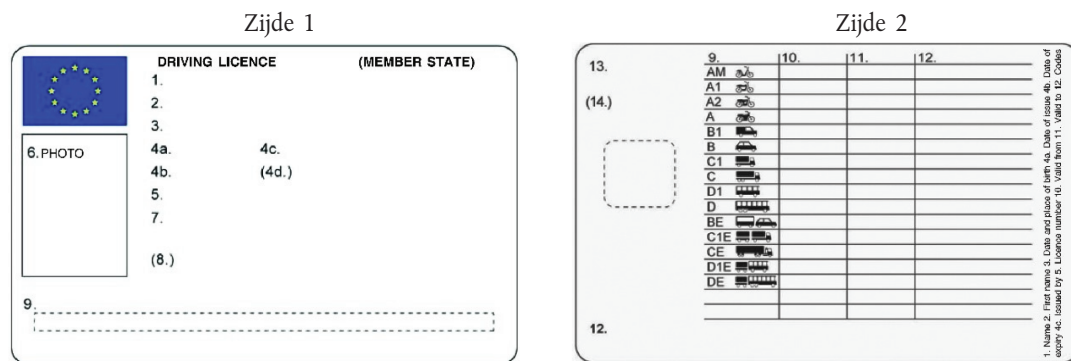 Zijde 1
DRIVING LICENCE (MEMBER STATE)
1.
2.
3.
4a. 4c.
4b. (4d.)
5.
7.
(8.)
6. PHOTO
9.
Zijde 2
13.
(14.)
9. 10. 11. 12.
AM
A1
A2
A
B1
B
C1
C
D1
D
BE
C1E
CE
D1E
DE
12.
1. Name 2. First name 3. Date and place of birth 4a. Date of issue 4b. Date of
expiry 4c. Issued by 5. Licence number 10. Valid from 11. Valid to 12. Codes